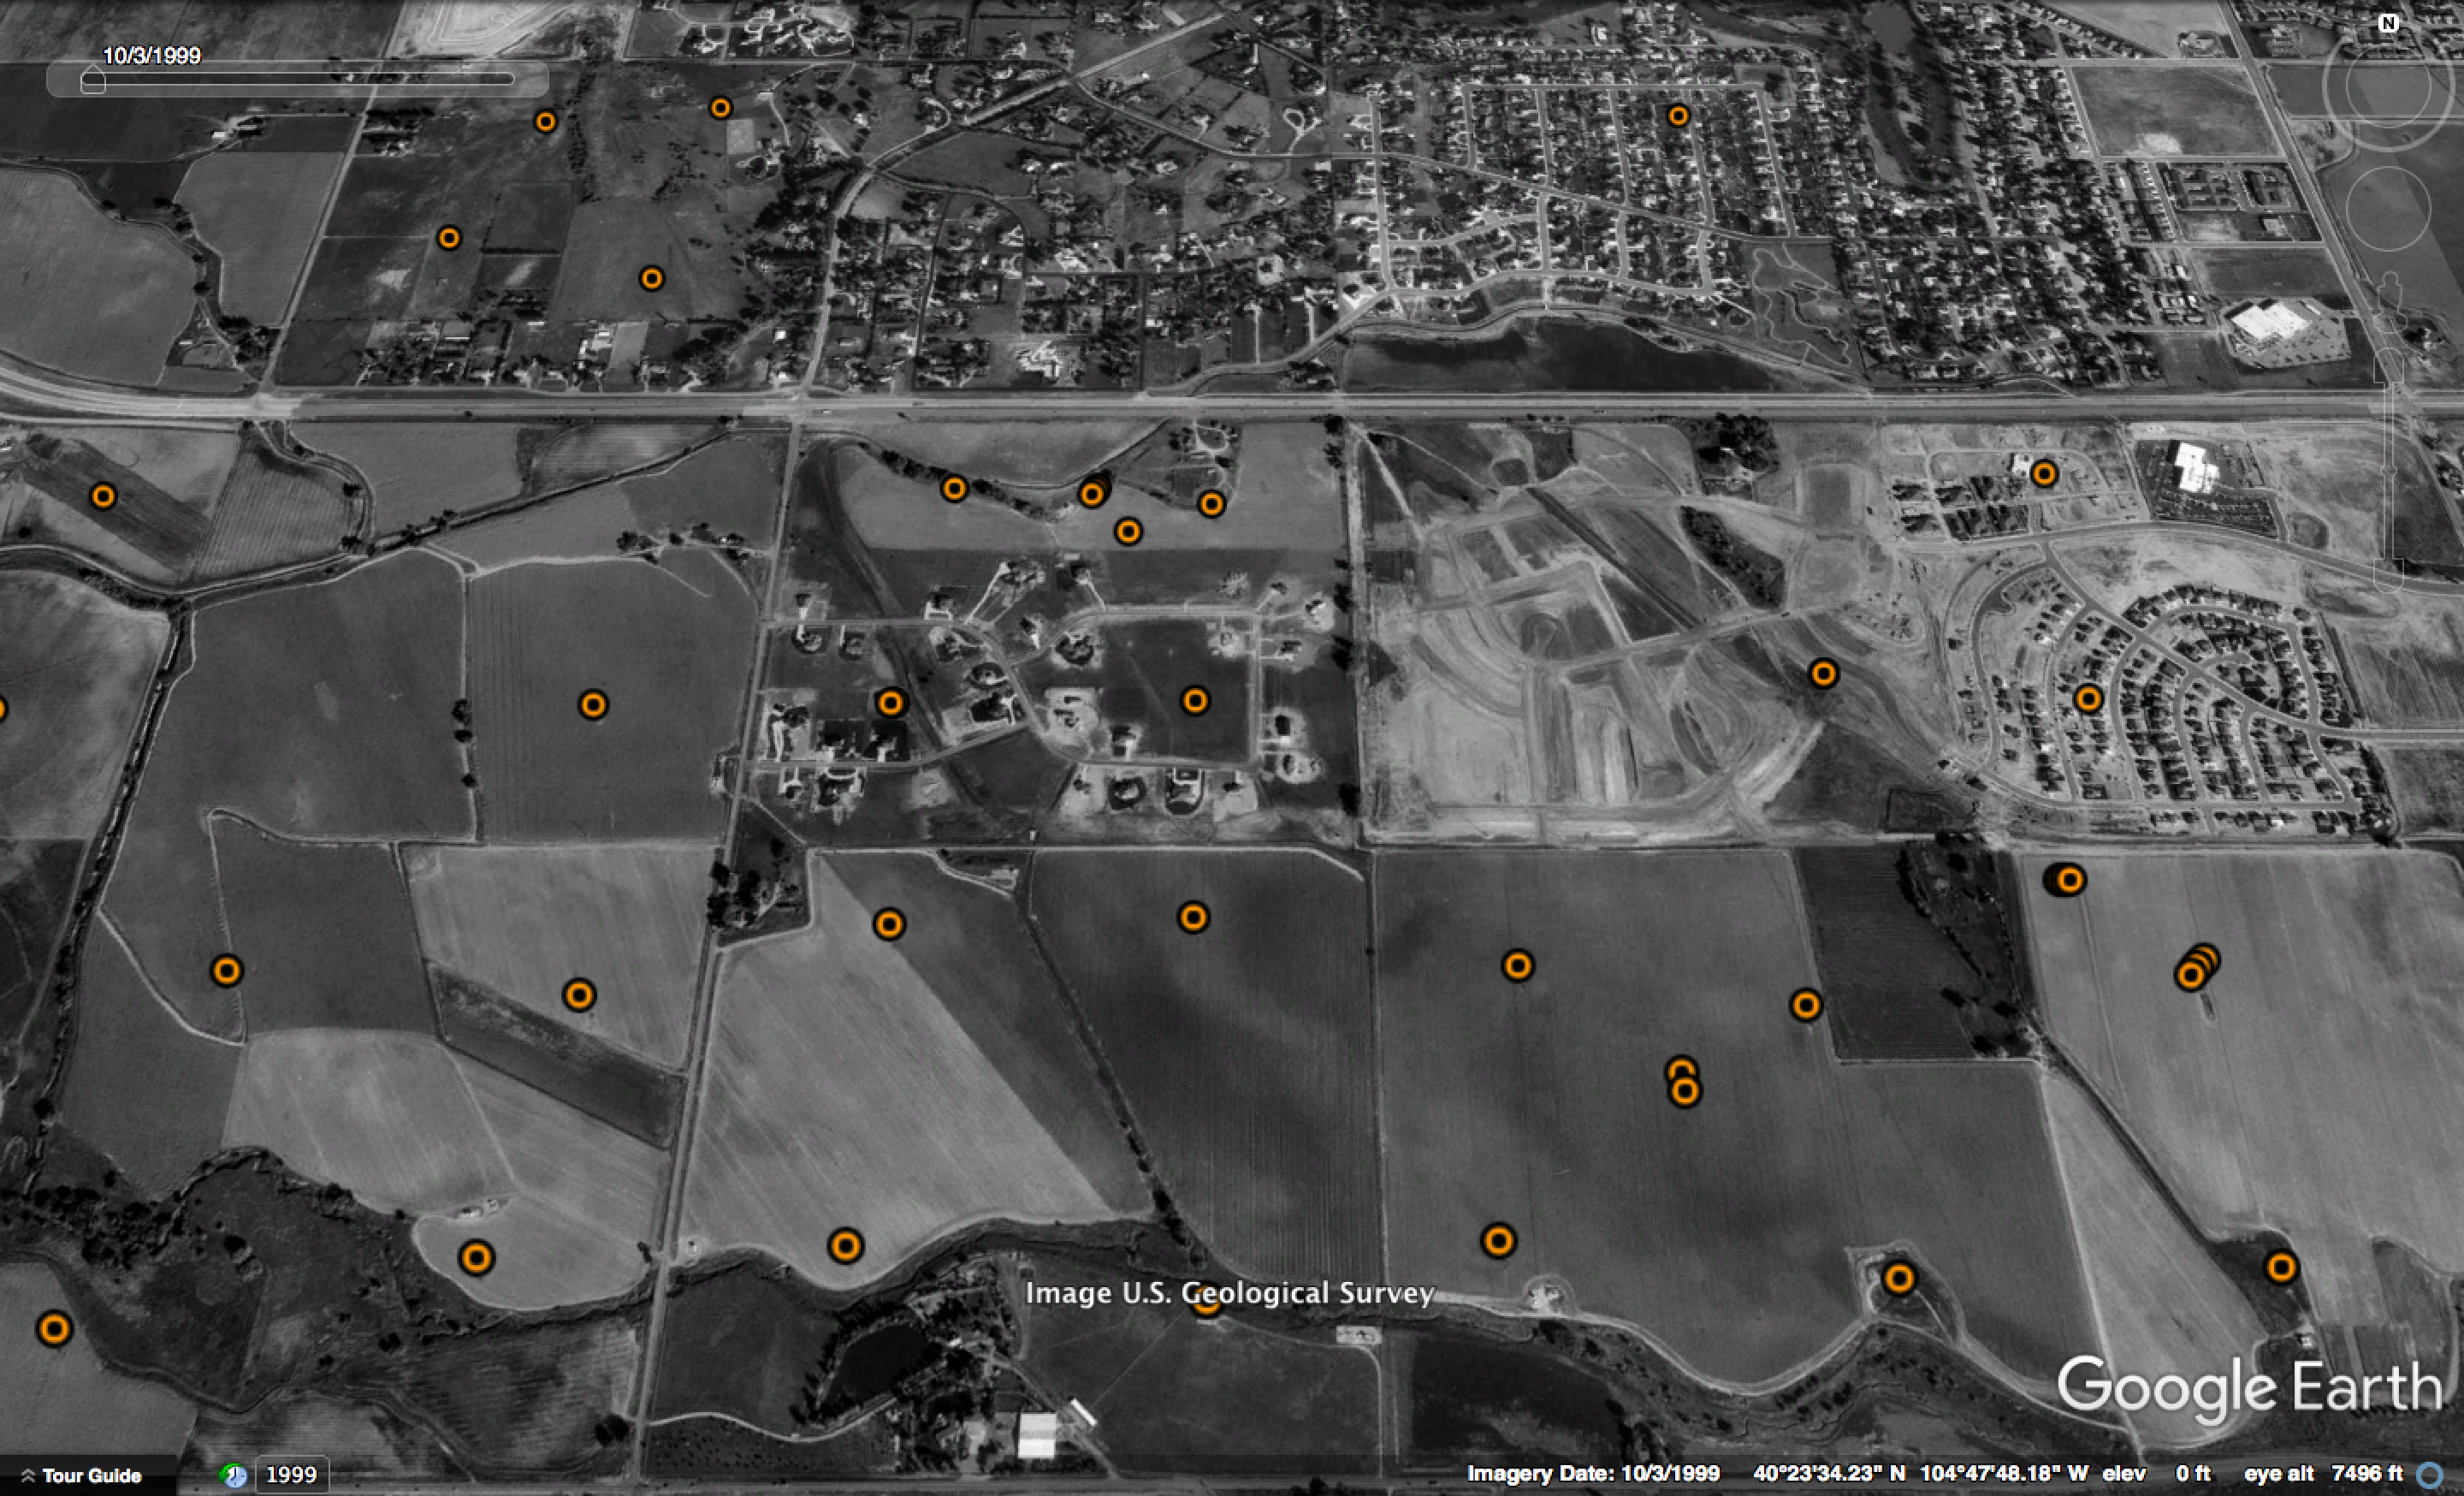 10/3/1999
N
Image U.S. Geological Survey
Google Earth
Tour Guide
1999
Imagery Date: 10/3/1999 40°23'34.23" N 104°47'48.18" W elev 0 ft eye alt 7496 ft